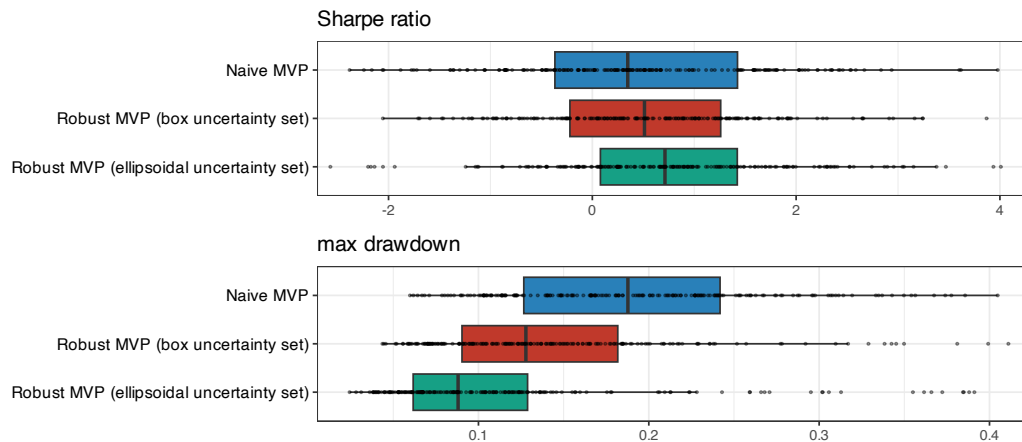 Sharpe ratio
Naive MVP
Robust MVP (box uncertainty set)
Robust MVP (ellipsoidal uncertainty set)
-2 0 2 4
max drawdown
Naive MVP
Robust MVP (box uncertainty set)
Robust MVP (ellipsoidal uncertainty set)
0.1 0.2 0.3 0.4